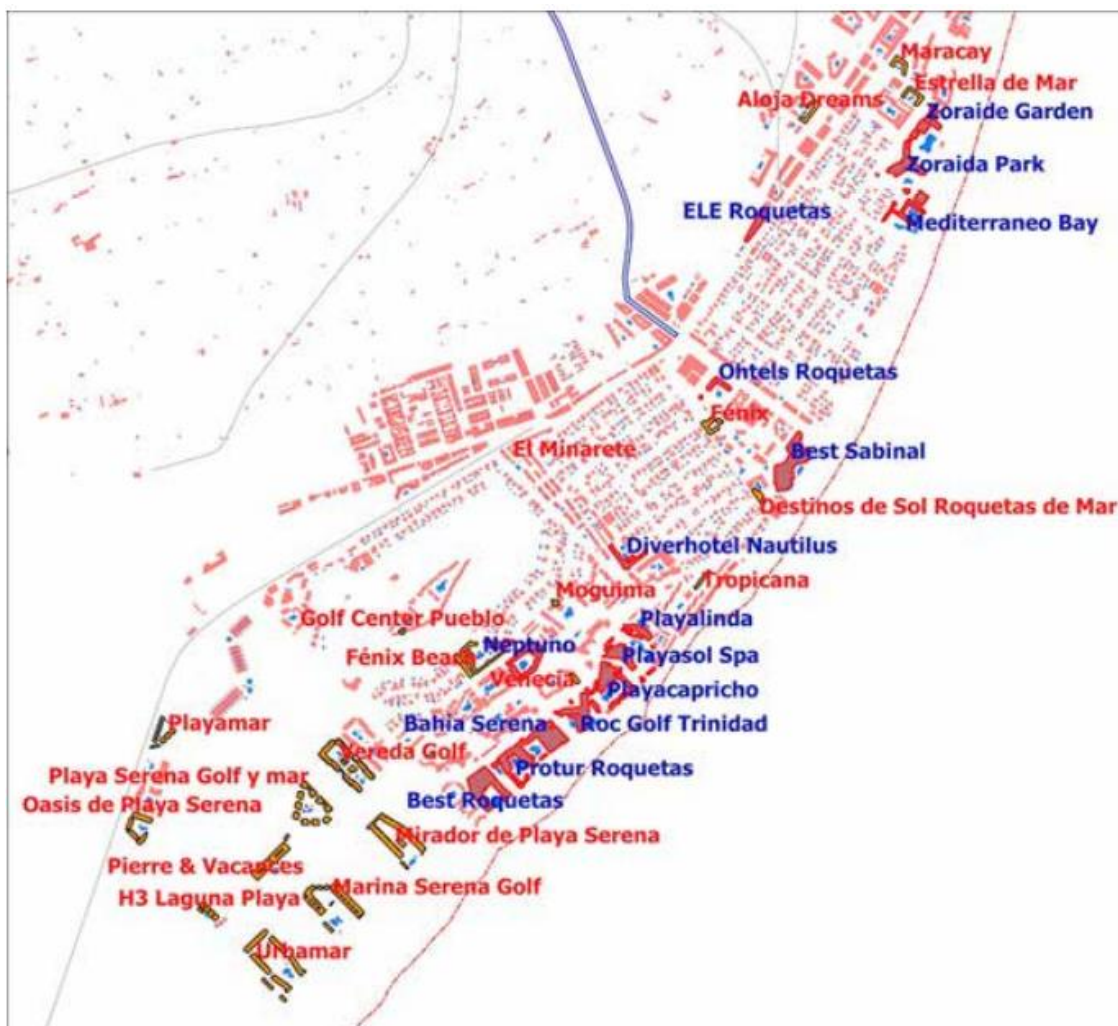 Maracay
Estrella de Mar
Aloja Dreams
Zoraide Garden
Zoraida Park
ELE Roquetas
Mediterraneo Bay
Ohtels Roquetas
Fénix
El Minarete
Best Sabinal
Destinos de Sol Roquetas de Mar
Diverhotel Nautilus
Tropicana
Moguima
Golf Center Pueblo
Playalinda
Neptuno
Fénix Beach
Playasol Spa
Venecia
Playacapricho
Bahia Serena
Roc Golf Trinidad
Playamar
Vereda Golf
Protur Roquetas
Playa Serena Golf y mar
Best Roquetas
Oasis de Playa Serena
Mirador de Playa Serena
Pierre & Vacances
Marina Serena Golf
H3 Laguna Playa
Urbamar